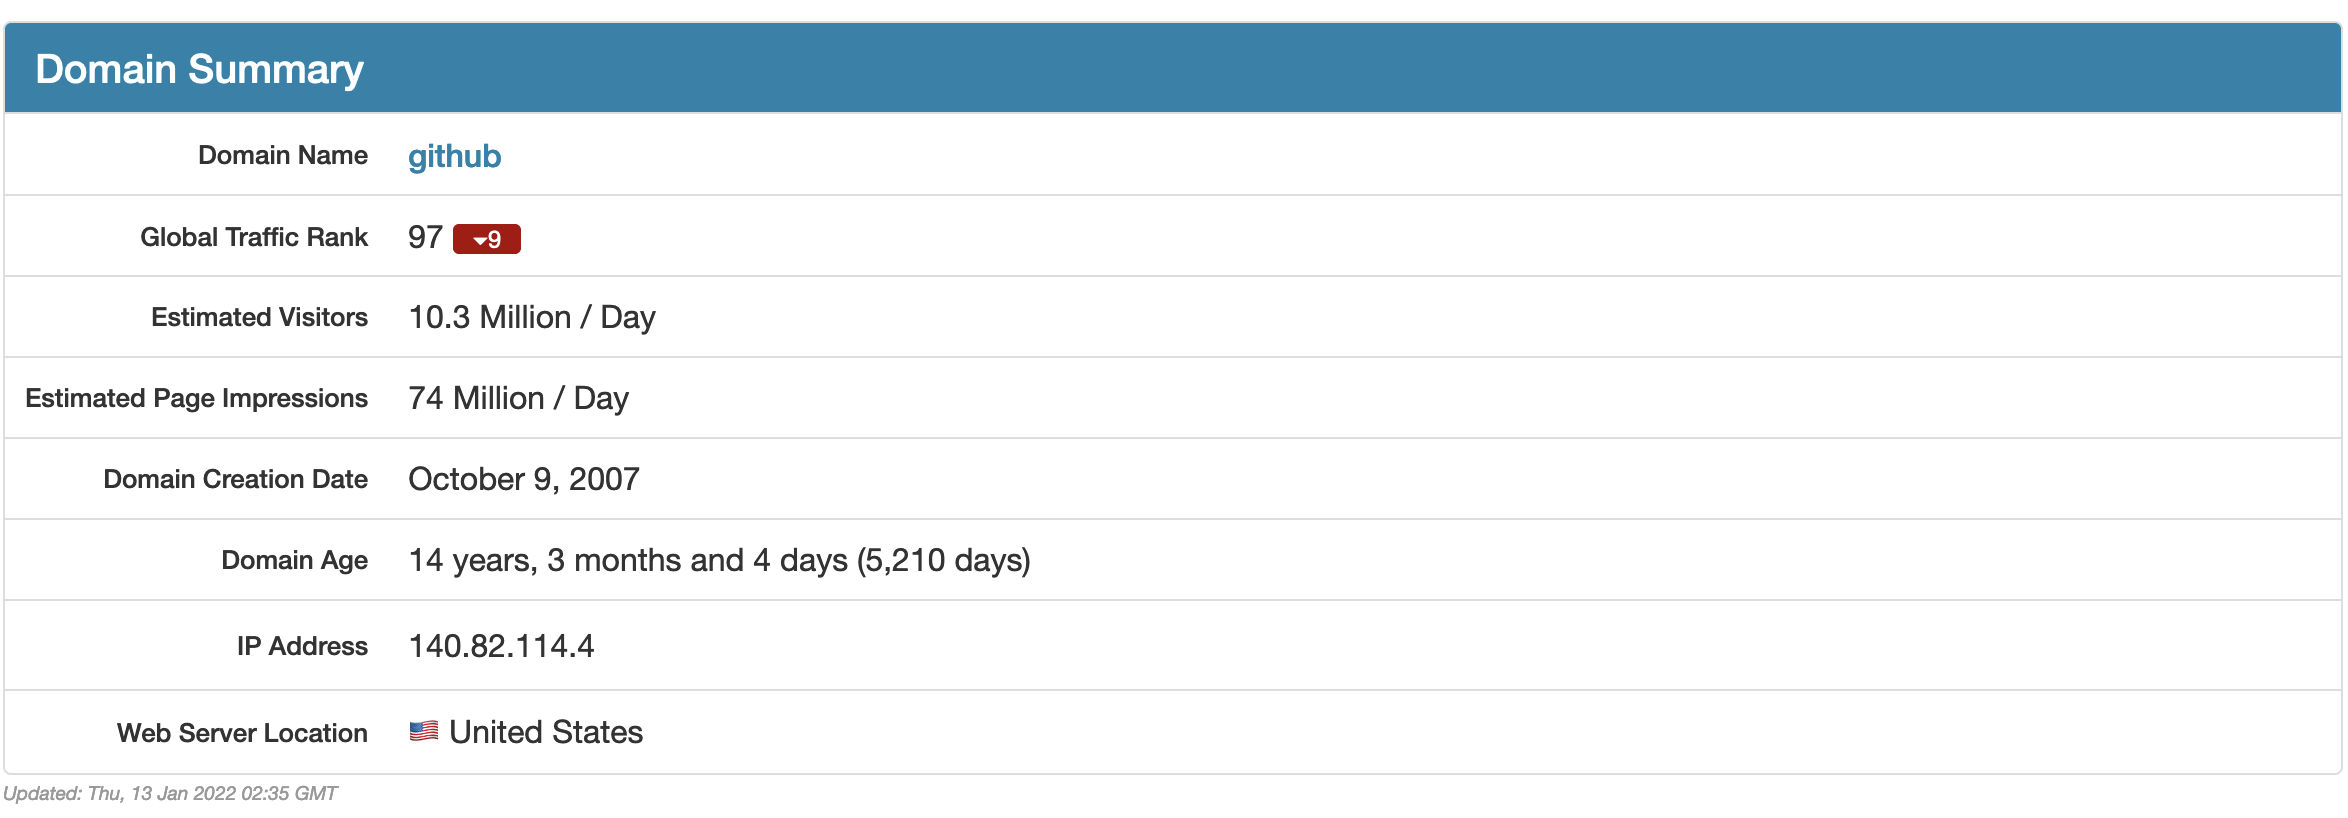 Domain Summary
Domain Name github
Global Traffic Rank 97 ▾9
Estimated Visitors 10.3 Million / Day
Estimated Page Impressions 74 Million / Day
Domain Creation Date October 9, 2007
Domain Age 14 years, 3 months and 4 days (5,210 days)
IP Address 140.82.114.4
Web Server Location United States
Updated: Thu, 13 Jan 2022 02:35 GMT